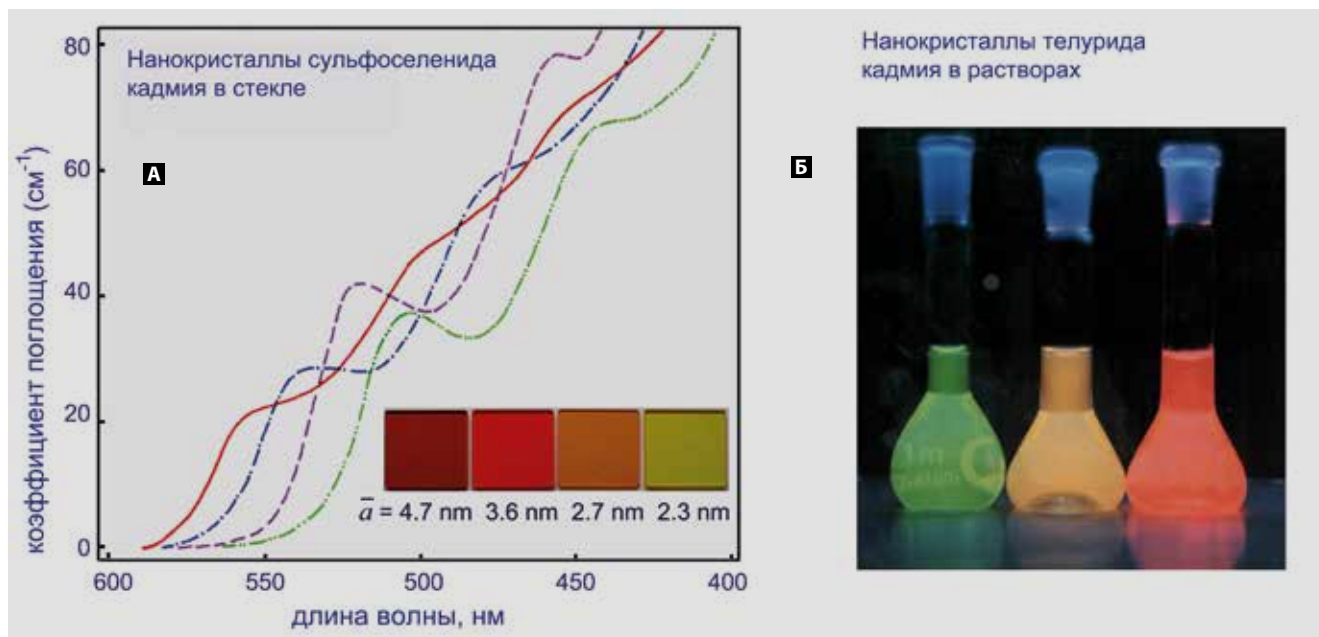 Нанокристаллы сульфоселенида
кадмия в стекле
А
коэффициент поглощения (см⁻¹)
80
60
40
20
0
a̅ = 4.7 nm 3.6 nm 2.7 nm 2.3 nm
600 550 500 450 400
длина волны, нм
Нанокристаллы телурида
кадмия в растворах
Б